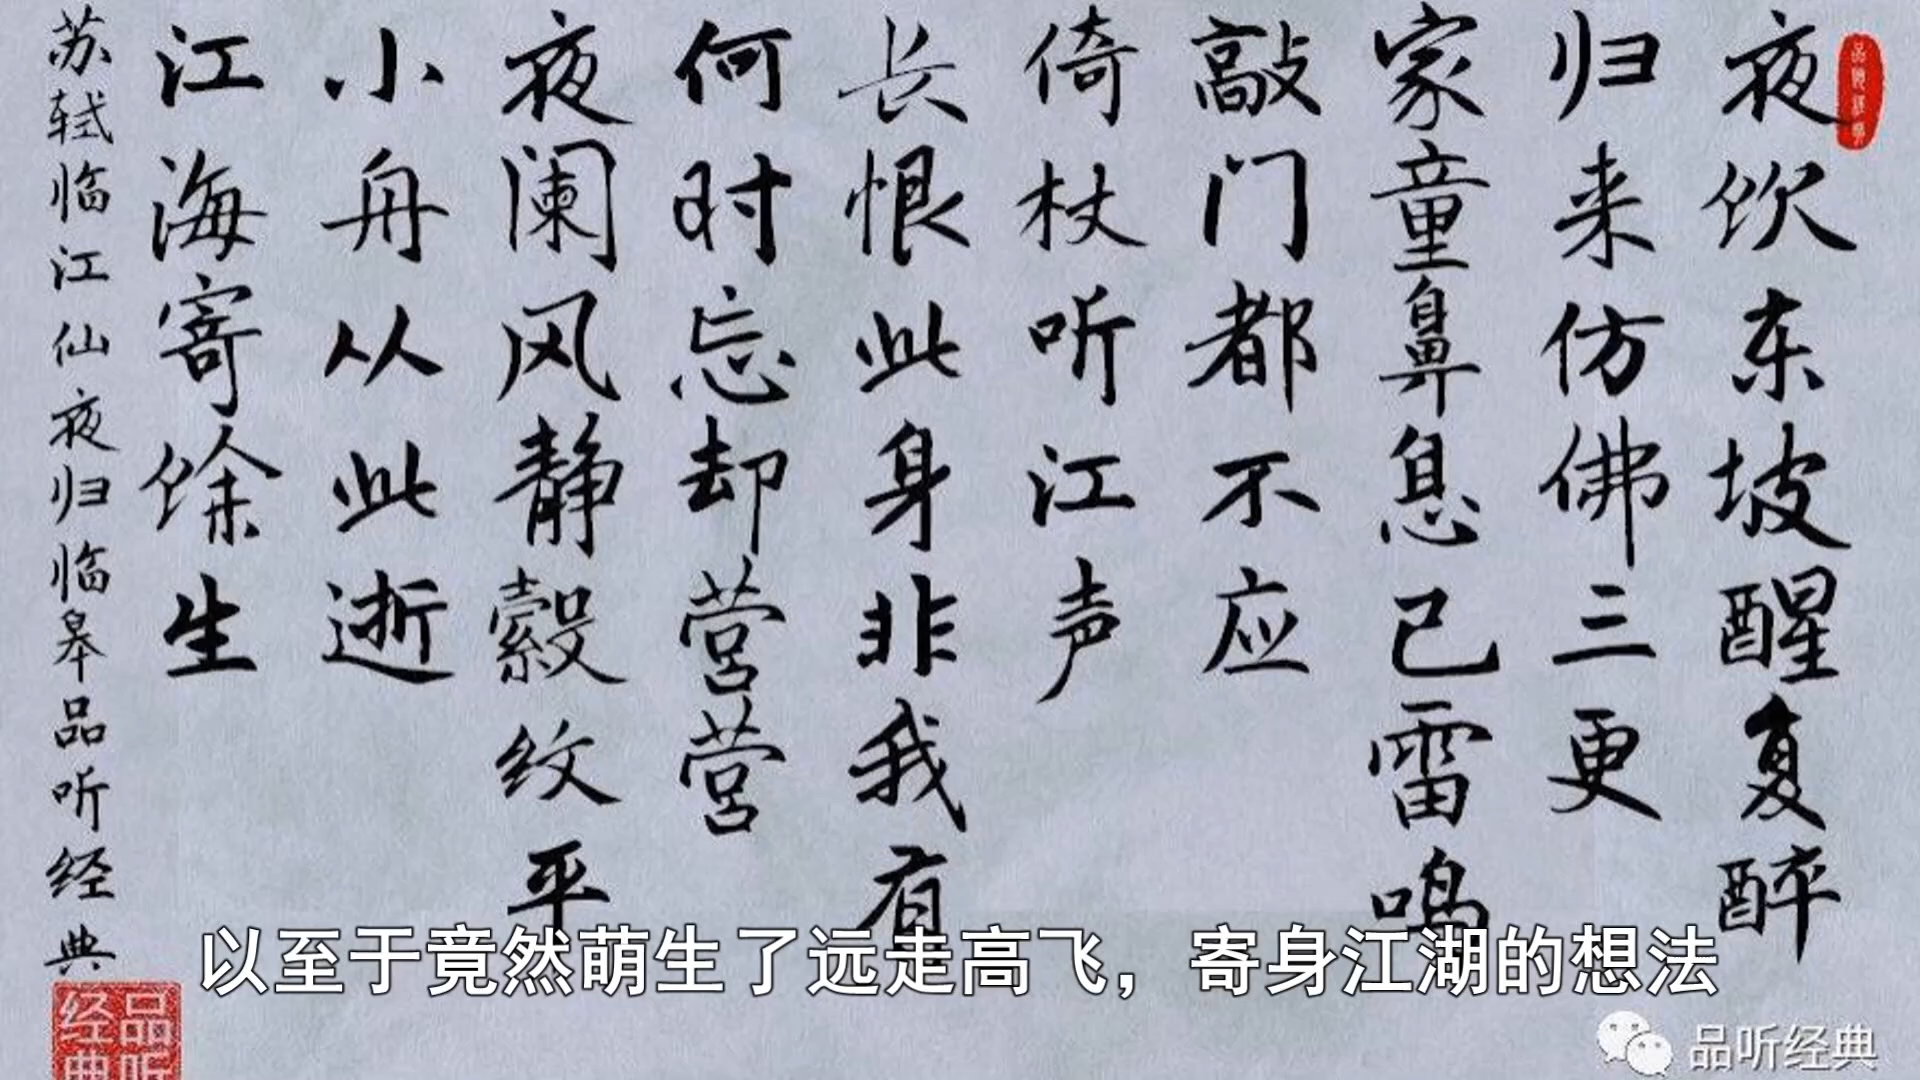 夜饮东坡醒复醉
归来仿佛三更
家童鼻息已雷鸣
敲门都不应
倚杖听江声
长恨此身非我有
何时忘却营营
夜阑风静縠纹平
小舟从此逝
江海寄馀生
苏轼临江仙夜归临皋品听经典
品听经典
以至于竟然萌生了远走高飞，寄身江湖的想法
品听经典